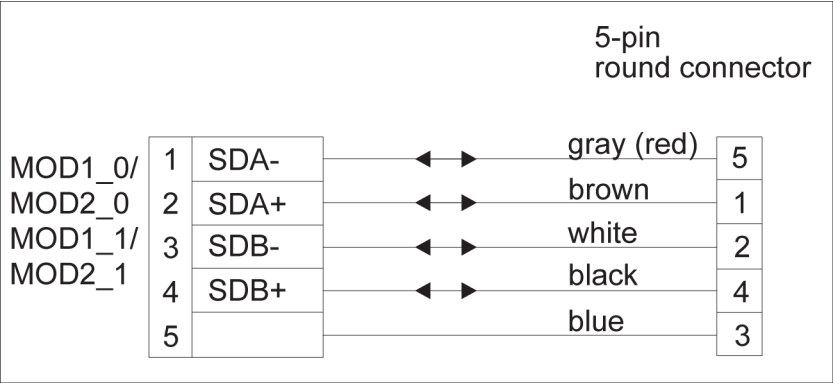 5-pin
round connector
MOD1_0/
MOD2_0
MOD1_1/
MOD2_1
1 SDA- gray (red) 5
2 SDA+ brown 1
3 SDB- white 2
4 SDB+ black 4
5 blue 3